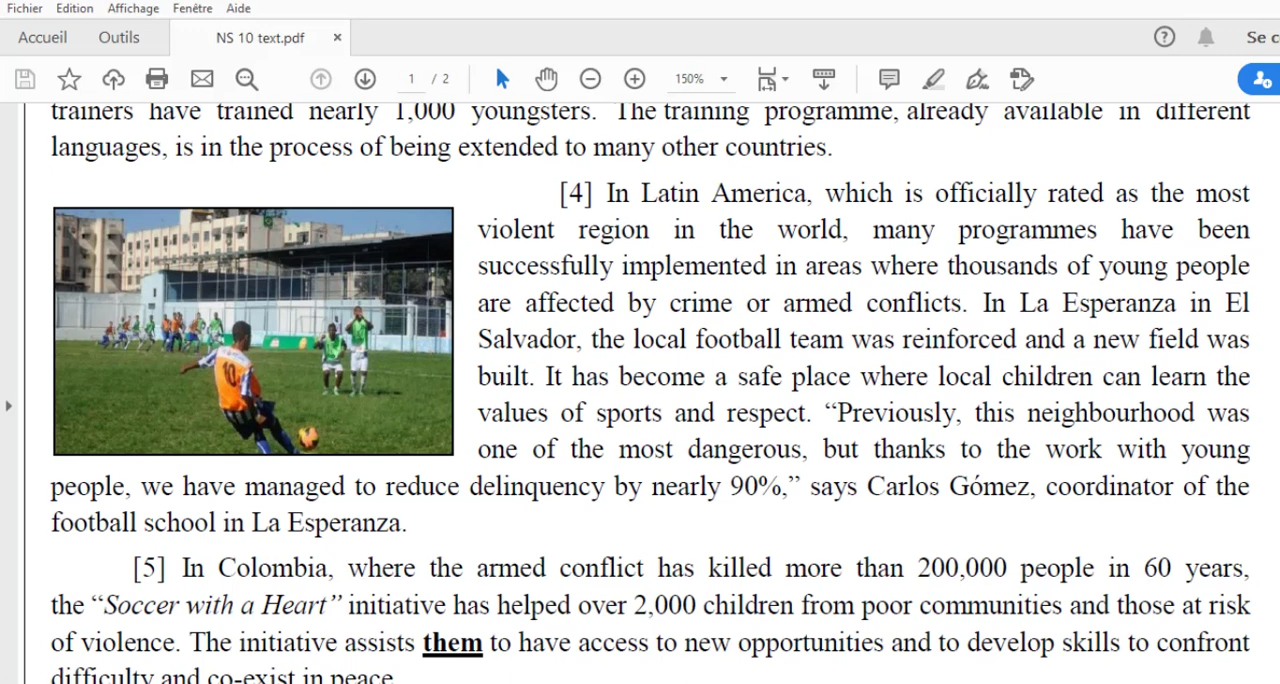 Fichier Edition Affichage Fenêtre Aide
Accueil Outils NS 10 text.pdf × ? Se c
1 / 2 150%
trainers have trained nearly 1,000 youngsters. The training programme, already available in different
languages, is in the process of being extended to many other countries.
[4] In Latin America, which is officially rated as the most
violent region in the world, many programmes have been
successfully implemented in areas where thousands of young people
are affected by crime or armed conflicts. In La Esperanza in El
Salvador, the local football team was reinforced and a new field was
built. It has become a safe place where local children can learn the
values of sports and respect. “Previously, this neighbourhood was
one of the most dangerous, but thanks to the work with young
people, we have managed to reduce delinquency by nearly 90%,” says Carlos Gómez, coordinator of the
football school in La Esperanza.
[5] In Colombia, where the armed conflict has killed more than 200,000 people in 60 years,
the “Soccer with a Heart” initiative has helped over 2,000 children from poor communities and those at risk
of violence. The initiative assists them to have access to new opportunities and to develop skills to confront
difficulty and co-exist in peace.
10